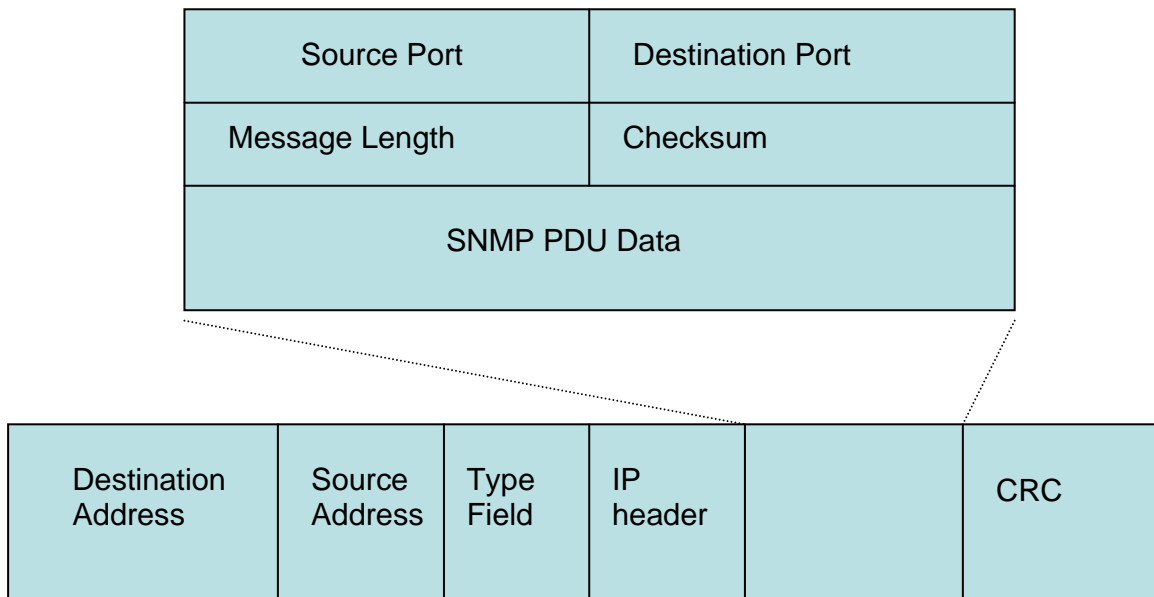 Source Port
Destination Port
Message Length
Checksum
SNMP PDU Data
Destination
Address
Source
Address
Type
Field
IP
header
CRC